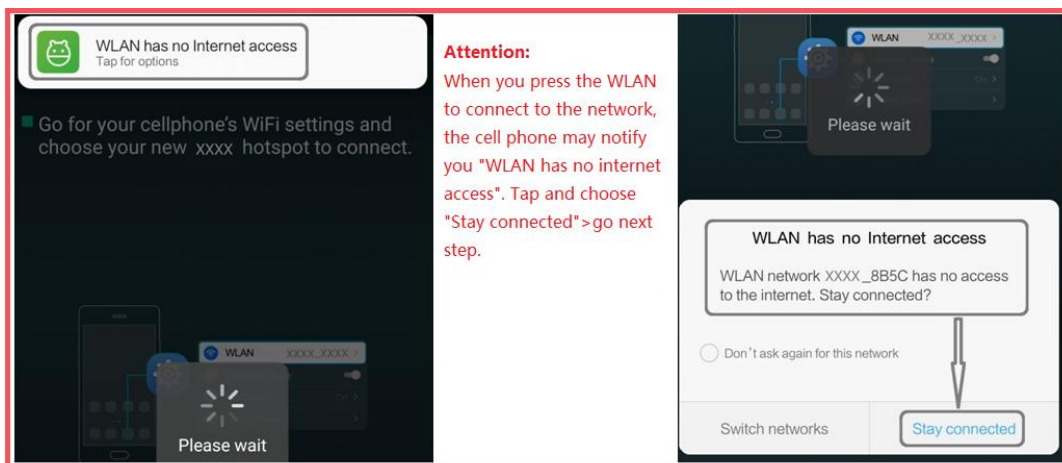 WLAN has no Internet access
Tap for options
Go for your cellphone's WiFi settings and
choose your new xxxx hotspot to connect.
WLAN XXXX_XXXX >
On >
Please wait
Attention:
When you press the WLAN
to connect to the network,
the cell phone may notify
you "WLAN has no internet
access". Tap and choose
"Stay connected">go next
step.
WLAN XXXX_XXXX >
On >
Please wait
WLAN has no Internet access
WLAN network XXXX_8B5C has no access
to the internet. Stay connected?
Don't ask again for this network
Switch networks Stay connected